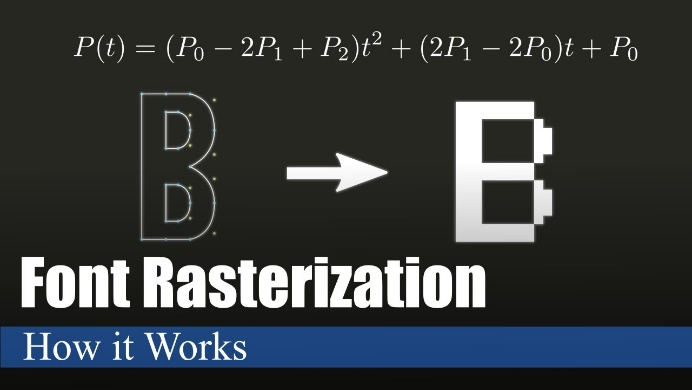 P(t) = (P₀ − 2P₁ + P₂)t² + (2P₁ − 2P₀)t + P₀
B B
Font Rasterization
How it Works